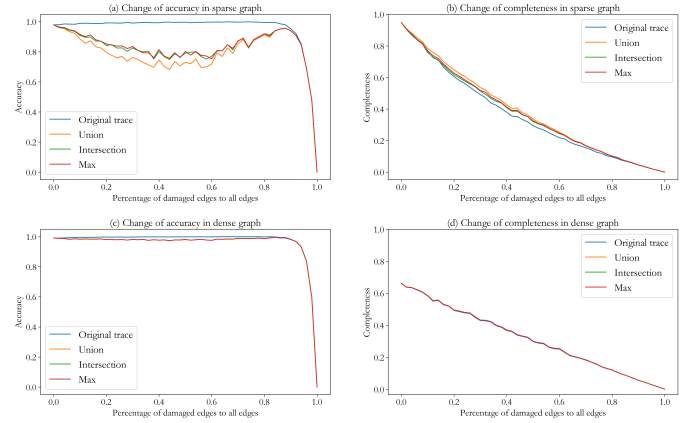 (a) Change of accuracy in sparse graph
1.0
0.8
0.6
0.4
0.2
0.0
Accuracy
Original trace
Union
Intersection
Max
0.0 0.2 0.4 0.6 0.8 1.0
Percentage of damaged edges to all edges
(b) Change of completeness in sparse graph
1.0
0.8
0.6
0.4
0.2
0.0
Completeness
Original trace
Union
Intersection
Max
0.0 0.2 0.4 0.6 0.8 1.0
Percentage of damaged edges to all edges
(c) Change of accuracy in dense graph
1.0
0.8
0.6
0.4
0.2
0.0
Accuracy
Original trace
Union
Intersection
Max
0.0 0.2 0.4 0.6 0.8 1.0
Percentage of damaged edges to all edges
(d) Change of completeness in dense graph
1.0
0.8
0.6
0.4
0.2
0.0
Completeness
Original trace
Union
Intersection
Max
0.0 0.2 0.4 0.6 0.8 1.0
Percentage of damaged edges to all edges